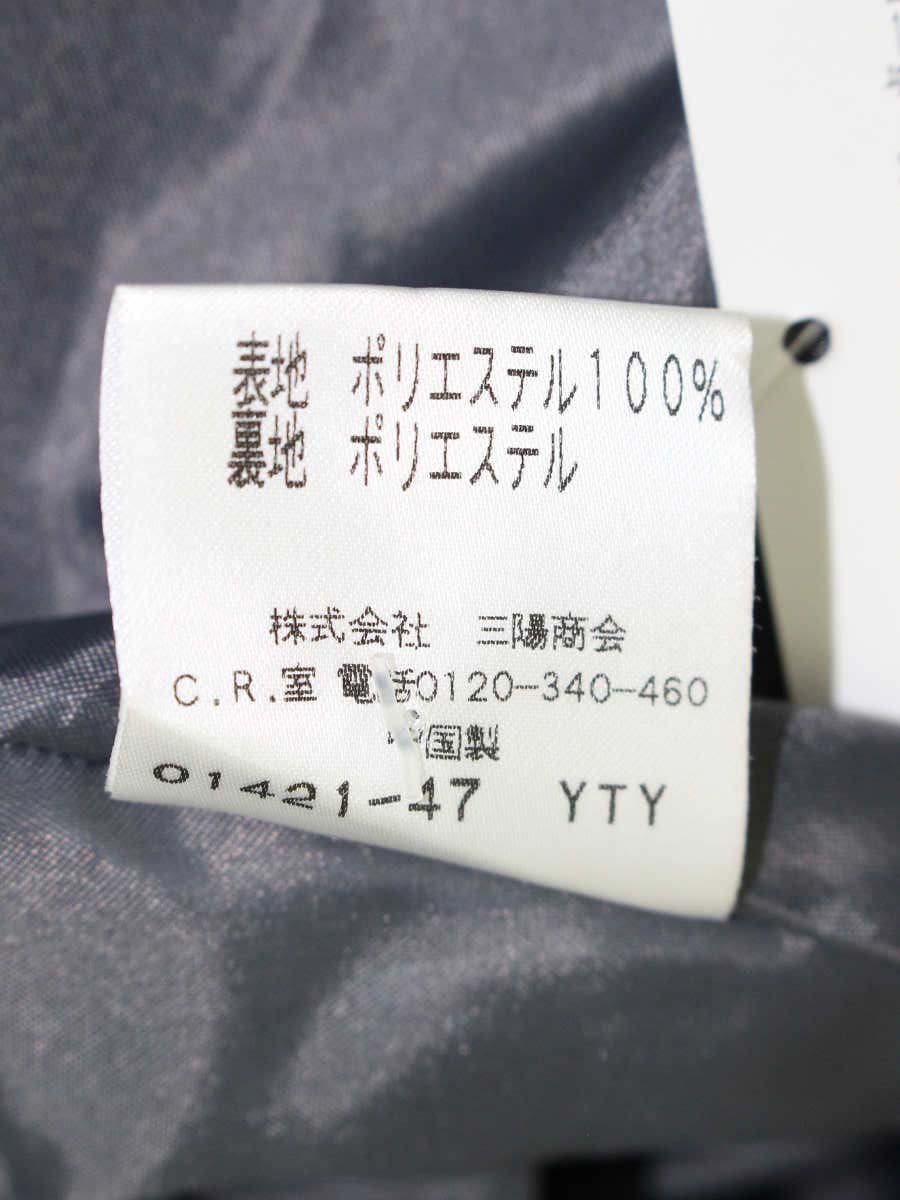 表地 ポリエステル100%
裏地 ポリエステル
株式会社 三陽商会
C.R.室 電話0120-340-460
中国製
01421-47 YTY